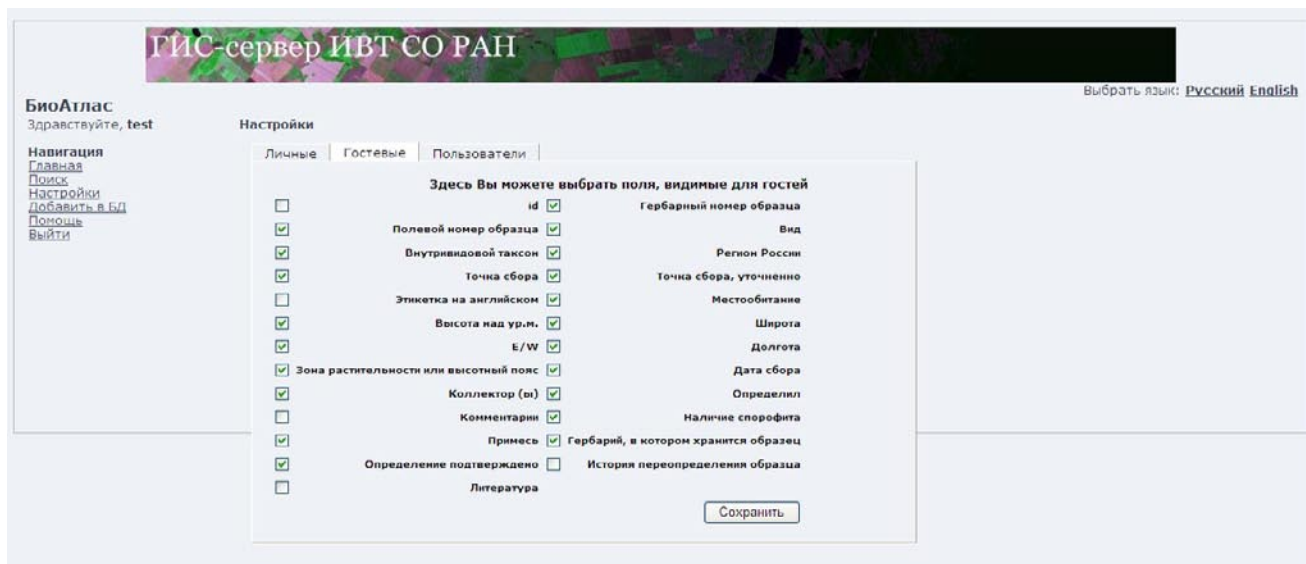 ГИС-сервер ИВТ СО РАН
Выбрать язык: Русский English
БиоАтлас
Здравствуйте, test
Настройки
Навигация
Главная
Поиск
Настройки
Добавить в БД
Помощь
Выйти
Личные Гостевые Пользователи
Здесь Вы можете выбрать поля, видимые для гостей
id Гербарный номер образца
Полевой номер образца Вид
Внутривидовой таксон Регион России
Точка сбора Точка сбора, уточненно
Этикетка на английском Местообитание
Высота над ур.м. Широта
E/W Долгота
Зона растительности или высотный пояс Дата сбора
Коллектор (ы) Определил
Комментарии Наличие спорофита
Примесь Гербарий, в котором хранится образец
Определение подтверждено История переопределения образца
Литература
Сохранить